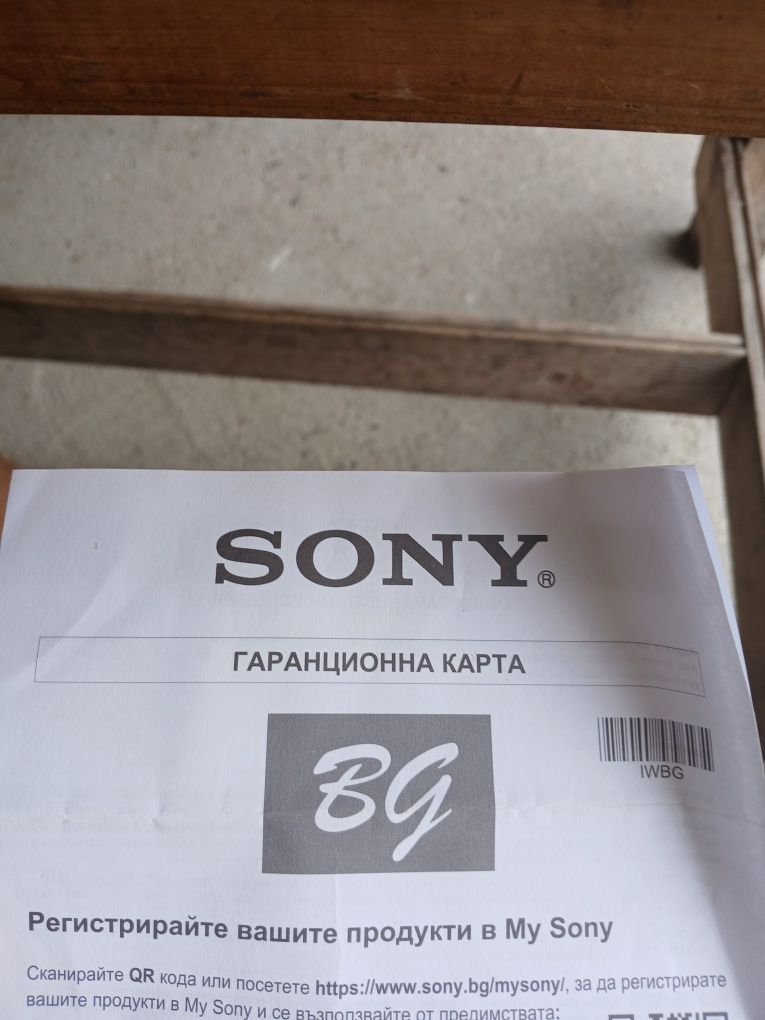 SONY®
ГАРАНЦИОННА КАРТА
BG
IWBG
Регистрирайте вашите продукти в My Sony
Сканирайте QR кода или посетете https://www.sony.bg/mysony/, за да регистрирате
вашите продукти в My Sony и се възползвайте от предимствата: